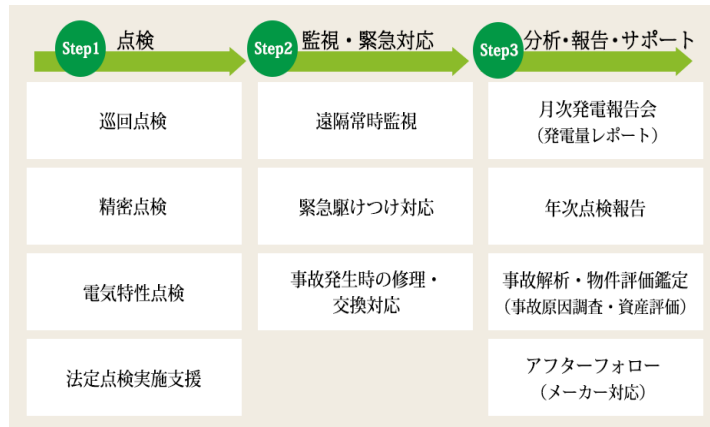 Step1 点検
巡回点検
精密点検
電気特性点検
法定点検実施支援
Step2 監視・緊急対応
遠隔常時監視
緊急駆けつけ対応
事故発生時の修理・
交換対応
Step3 分析・報告・サポート
月次発電報告会
（発電量レポート）
年次点検報告
事故解析・物件評価鑑定
（事故原因調査・資産評価）
アフターフォロー
（メーカー対応）